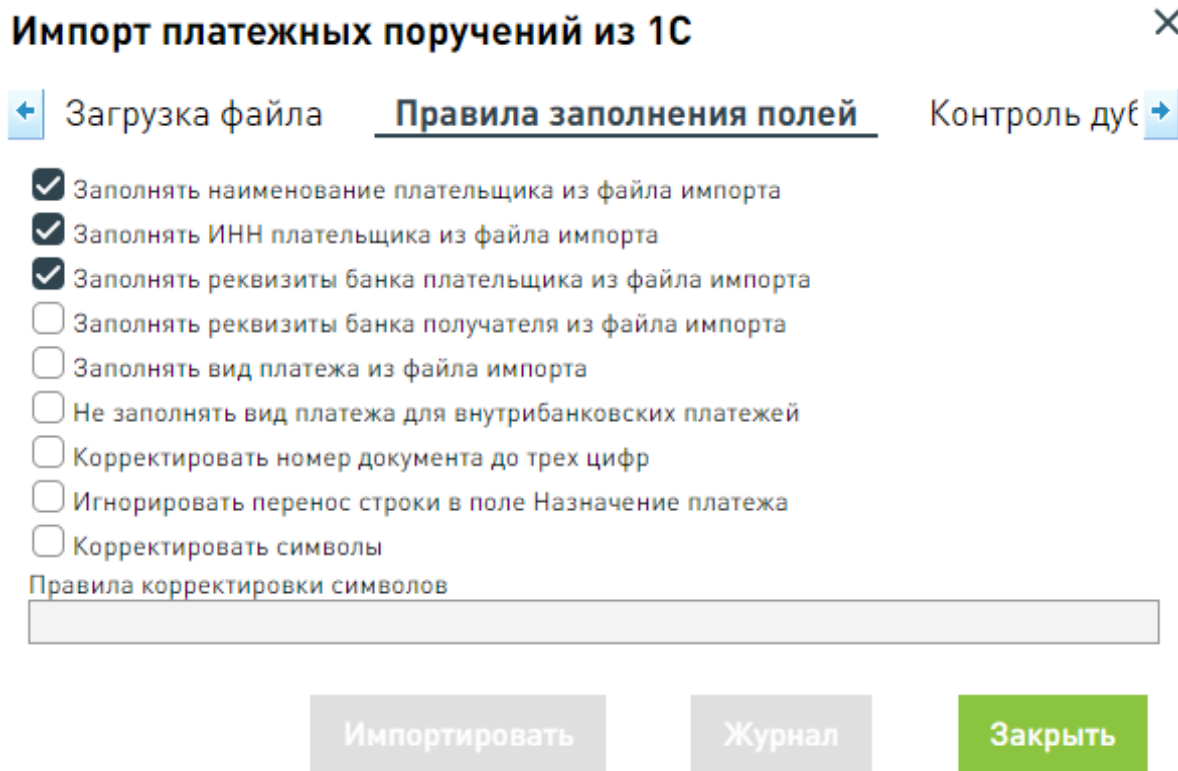 Импорт платежных поручений из 1С
Загрузка файла Правила заполнения полей Контроль дуб
Заполнять наименование плательщика из файла импорта
Заполнять ИНН плательщика из файла импорта
Заполнять реквизиты банка плательщика из файла импорта
Заполнять реквизиты банка получателя из файла импорта
Заполнять вид платежа из файла импорта
Не заполнять вид платежа для внутрибанковских платежей
Корректировать номер документа до трех цифр
Игнорировать перенос строки в поле Назначение платежа
Корректировать символы
Правила корректировки символов
Импортировать Журнал Закрыть